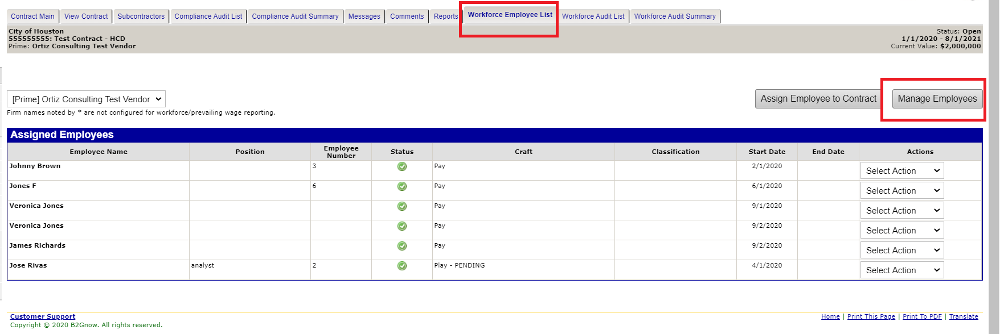 Contract Main View Contract Subcontractors Compliance Audit List Compliance Audit Summary Messages Comments Reports Workforce Employee List Workforce Audit List Workforce Audit Summary
City of Houston Status: Open
555555555: Test Contract - HCD 1/1/2020 - 8/1/2021
Prime: Ortiz Consulting Test Vendor Current Value: $2,000,000
[Prime] Ortiz Consulting Test Vendor Assign Employee to Contract Manage Employees
Firm names noted by * are not configured for workforce/prevailing wage reporting.
Assigned Employees
Employee Name Position Employee Number Status Craft Classification Start Date End Date Actions
Johnny Brown 3 Pay 2/1/2020 Select Action
Jones F 6 Pay 6/1/2020 Select Action
Veronica Jones Pay 9/1/2020 Select Action
Veronica Jones Pay 9/2/2020 Select Action
James Richards Pay 9/2/2020 Select Action
Jose Rivas analyst 2 Play - PENDING 4/1/2020 Select Action
Customer Support Home | Print This Page | Print To PDF | Translate
Copyright © 2020 B2Gnow. All rights reserved.